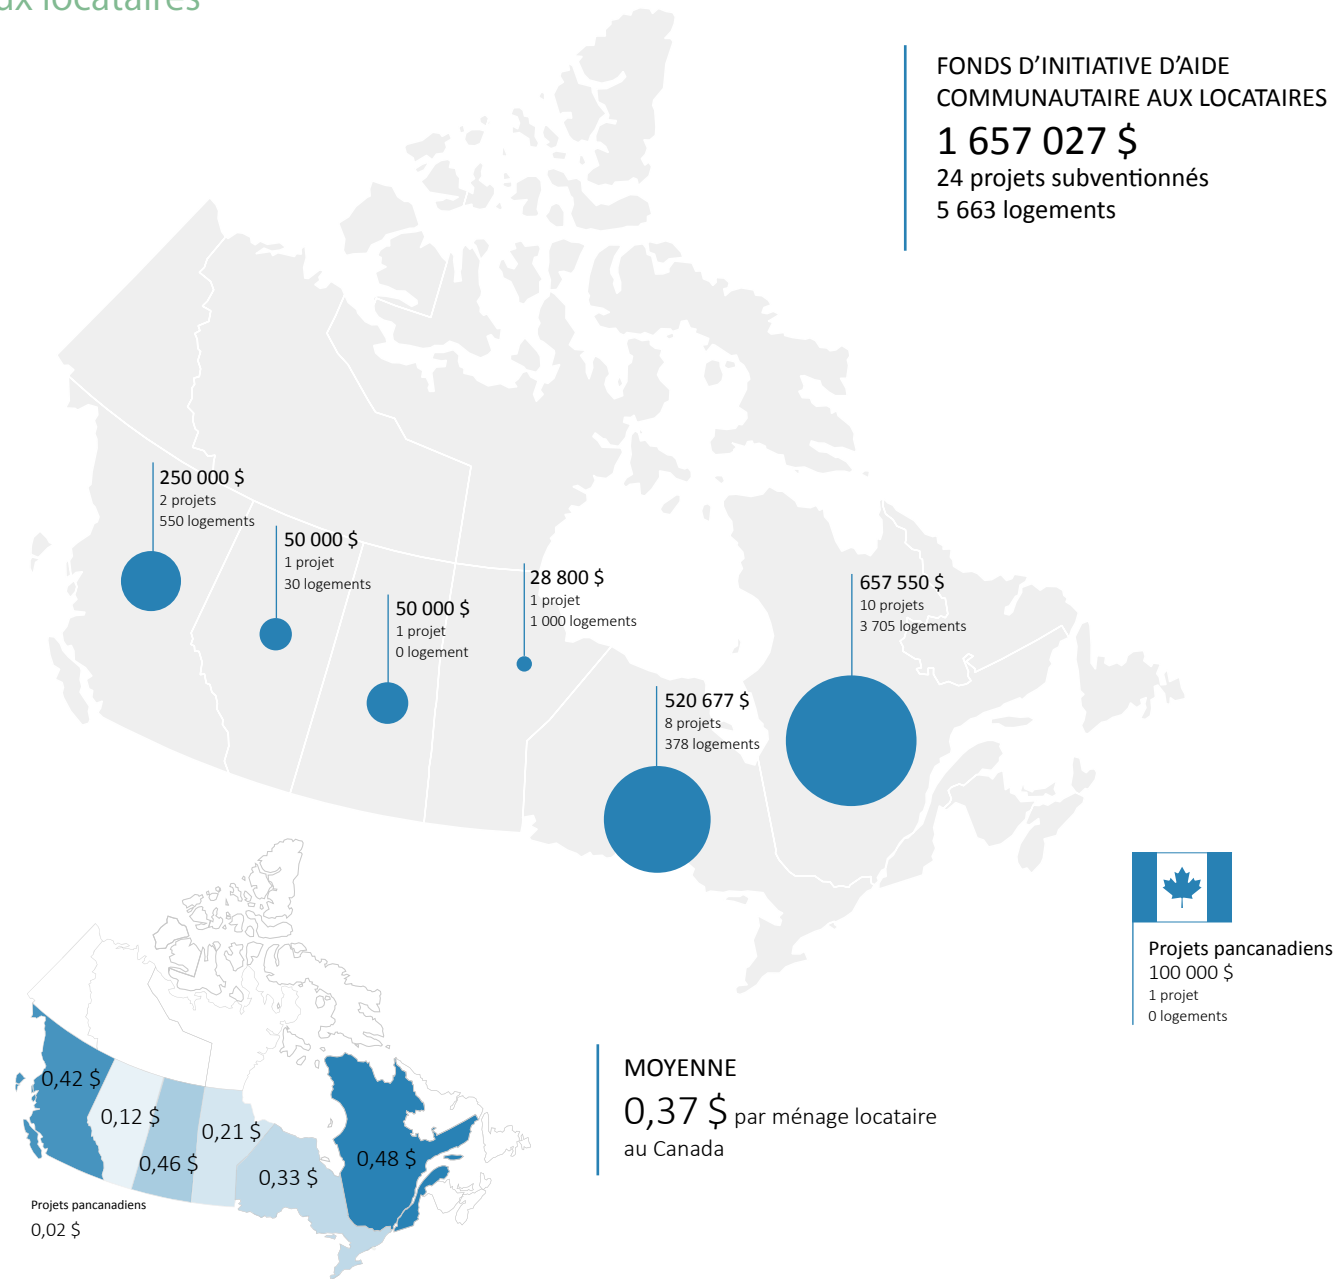 ux locataires
FONDS D'INITIATIVE D'AIDE
COMMUNAUTAIRE AUX LOCATAIRES
1 657 027 $
24 projets subventionnés
5 663 logements
250 000 $
2 projets
550 logements
50 000 $
1 projet
30 logements
50 000 $
1 projet
0 logement
28 800 $
1 projet
1 000 logements
657 550 $
10 projets
3 705 logements
520 677 $
8 projets
378 logements
Projets pancanadiens
100 000 $
1 projet
0 logements
MOYENNE
0,37 $ par ménage locataire
au Canada
0,42 $
0,12 $
0,46 $
0,21 $
0,33 $
0,48 $
Projets pancanadiens
0,02 $